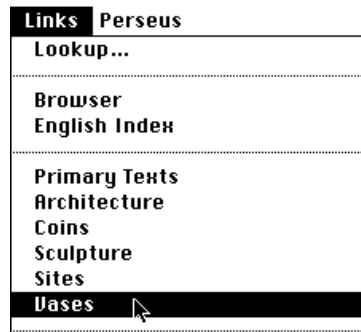 Links Perseus
Lookup...
Browser
English Index
Primary Texts
Architecture
Coins
Sculpture
Sites
Vases